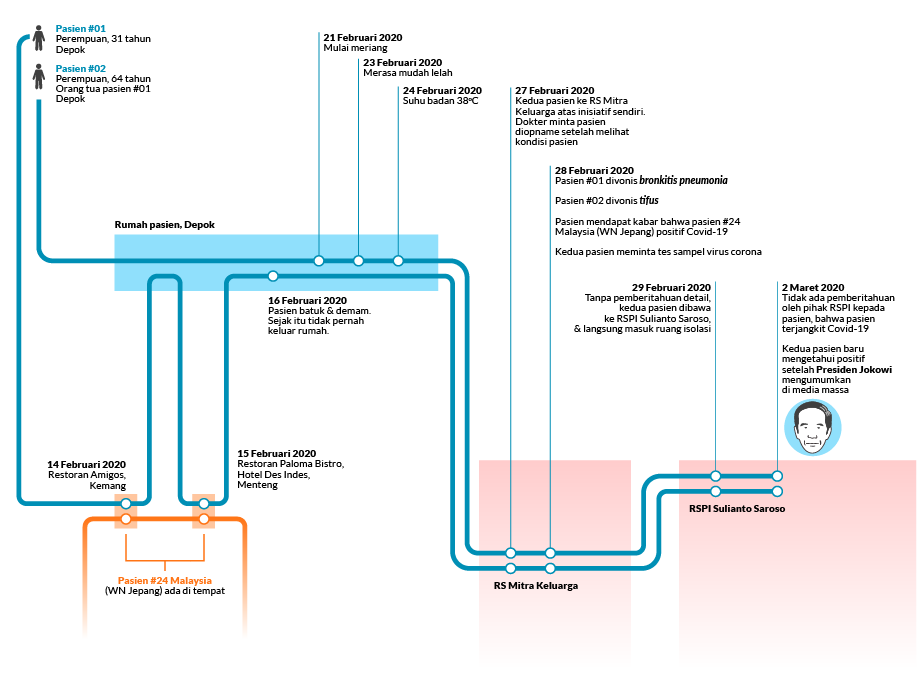 Pasien #01
Perempuan, 31 tahun
Depok
Pasien #02
Perempuan, 64 tahun
Orang tua pasien #01
Depok
21 Februari 2020
Mulai meriang
23 Februari 2020
Merasa mudah lelah
24 Februari 2020
Suhu badan 38°C
27 Februari 2020
Kedua pasien ke RS Mitra
Keluarga atas inisiatif sendiri.
Dokter minta pasien
diopname setelah melihat
kondisi pasien
28 Februari 2020
Pasien #01 divonis bronkitis pneumonia
Pasien #02 divonis tifus
Pasien mendapat kabar bahwa pasien #24
Malaysia (WN Jepang) positif Covid-19
Kedua pasien meminta tes sampel virus corona
Rumah pasien, Depok
16 Februari 2020
Pasien batuk & demam.
Sejak itu tidak pernah
keluar rumah.
29 Februari 2020
Tanpa pemberitahuan detail,
kedua pasien dibawa
ke RSPI Sulianto Saroso,
& langsung masuk ruang isolasi
2 Maret 2020
Tidak ada pemberitahuan
oleh pihak RSPI kepada
pasien, bahwa pasien
terjangkit Covid-19
Kedua pasien baru
mengetahui positif
setelah Presiden Jokowi
mengumumkan
di media massa
14 Februari 2020
Restoran Amigos,
Kemang
15 Februari 2020
Restoran Paloma Bistro,
Hotel Des Indes,
Menteng
Pasien #24 Malaysia
(WN Jepang) ada di tempat
RS Mitra Keluarga
RSPI Sulianto Saroso